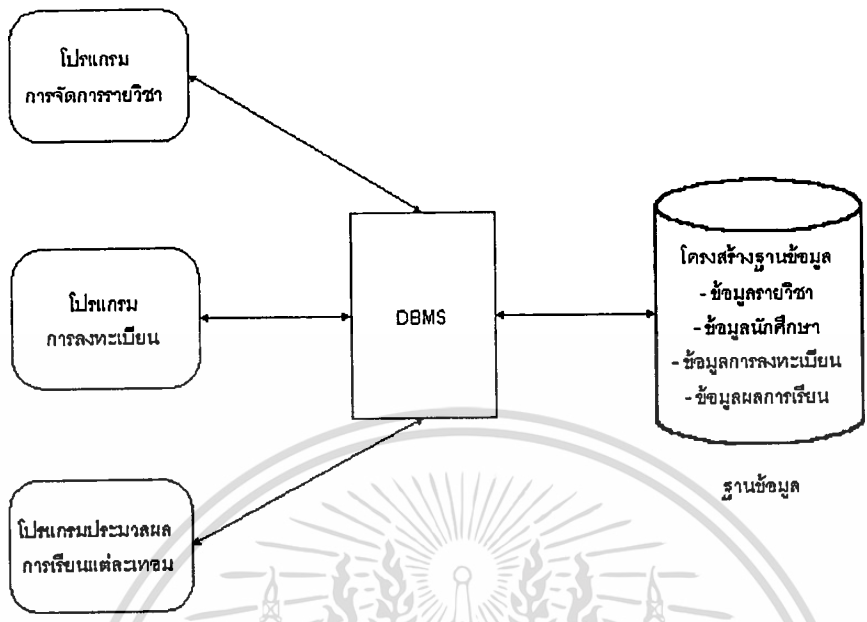 โปรแกรม
การจัดการรายวิชา
โปรแกรม
การลงทะเบียน
DBMS
โครงสร้างฐานข้อมูล
-ข้อมูลรายวิชา
-ข้อมูลนักศึกษา
-ข้อมูลการลงทะเบียน
-ข้อมูลผลการเรียน
ฐานข้อมูล
โปรแกรมประมวลผล
การเรียนแต่ละเทอม